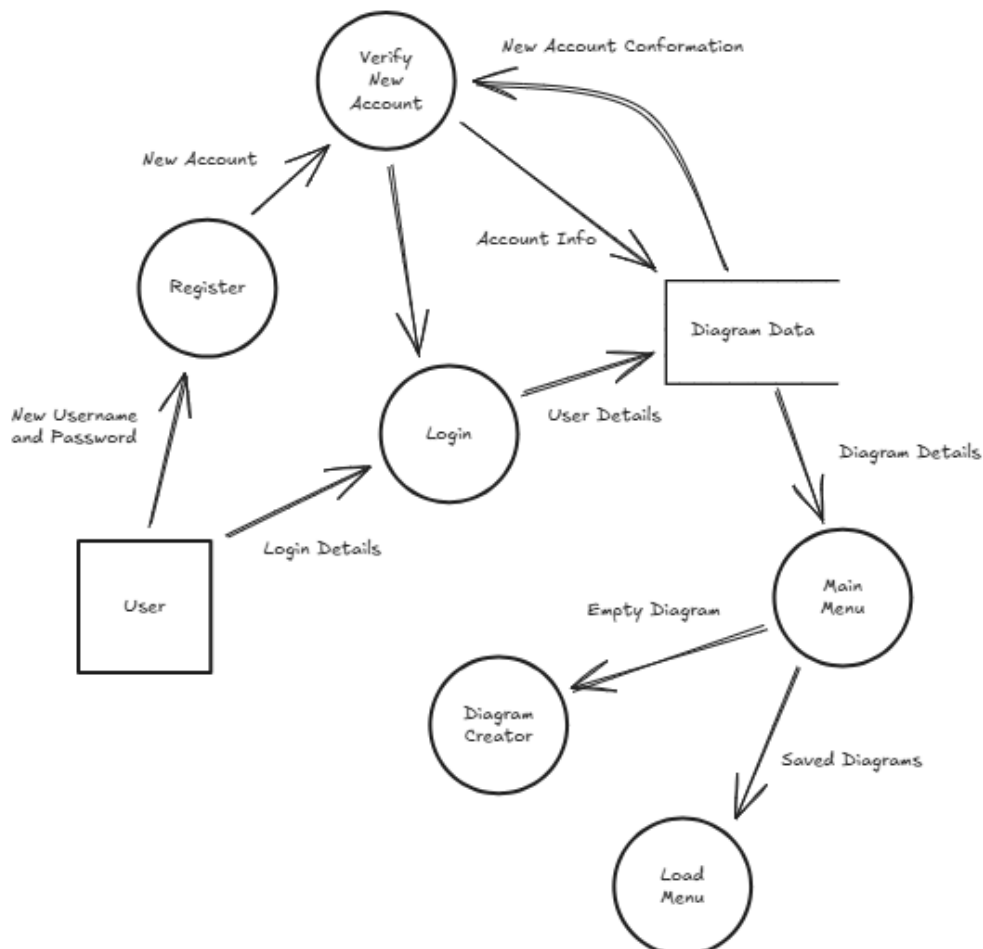 Verify
New
Account
New Account Conformation
New Account
Account Info
Register
Diagram Data
New Username
and Password
Login
User Details
Diagram Details
Login Details
User
Main
Menu
Empty Diagram
Diagram
Creator
Saved Diagrams
Load
Menu